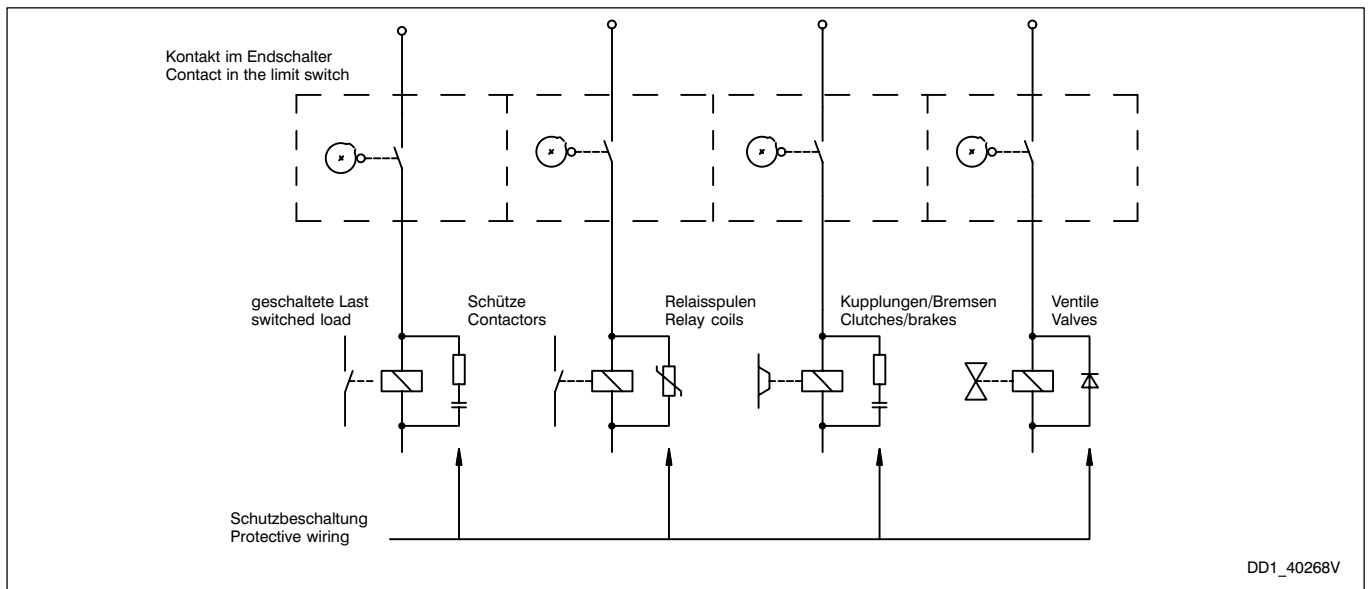 Kontakt im Endschalter
Contact in the limit switch
geschaltete Last
switched load
Schütze
Contactors
Relaisspulen
Relay coils
Kupplungen/Bremsen
Clutches/brakes
Ventile
Valves
Schutzbeschaltung
Protective wiring
DD1_40268V